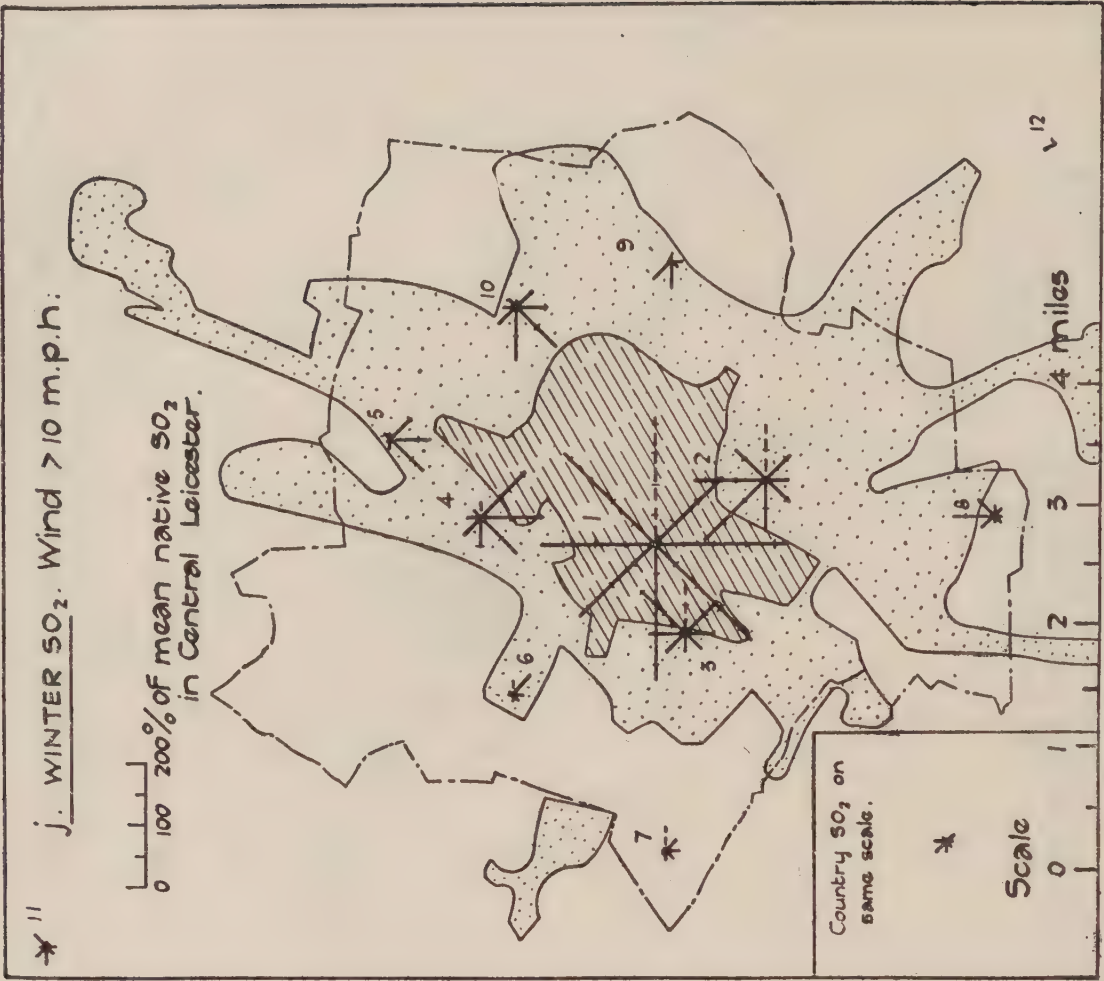 j. WINTER SO₂. Wind > 10 m.p.h.
0 100 200% of mean native SO₂
in Central Leicester.
11
5
4
10
6
1
9
2
3
7
8
12
Country SO₂ on
same scale.
Scale
0 1 2 3 4 miles